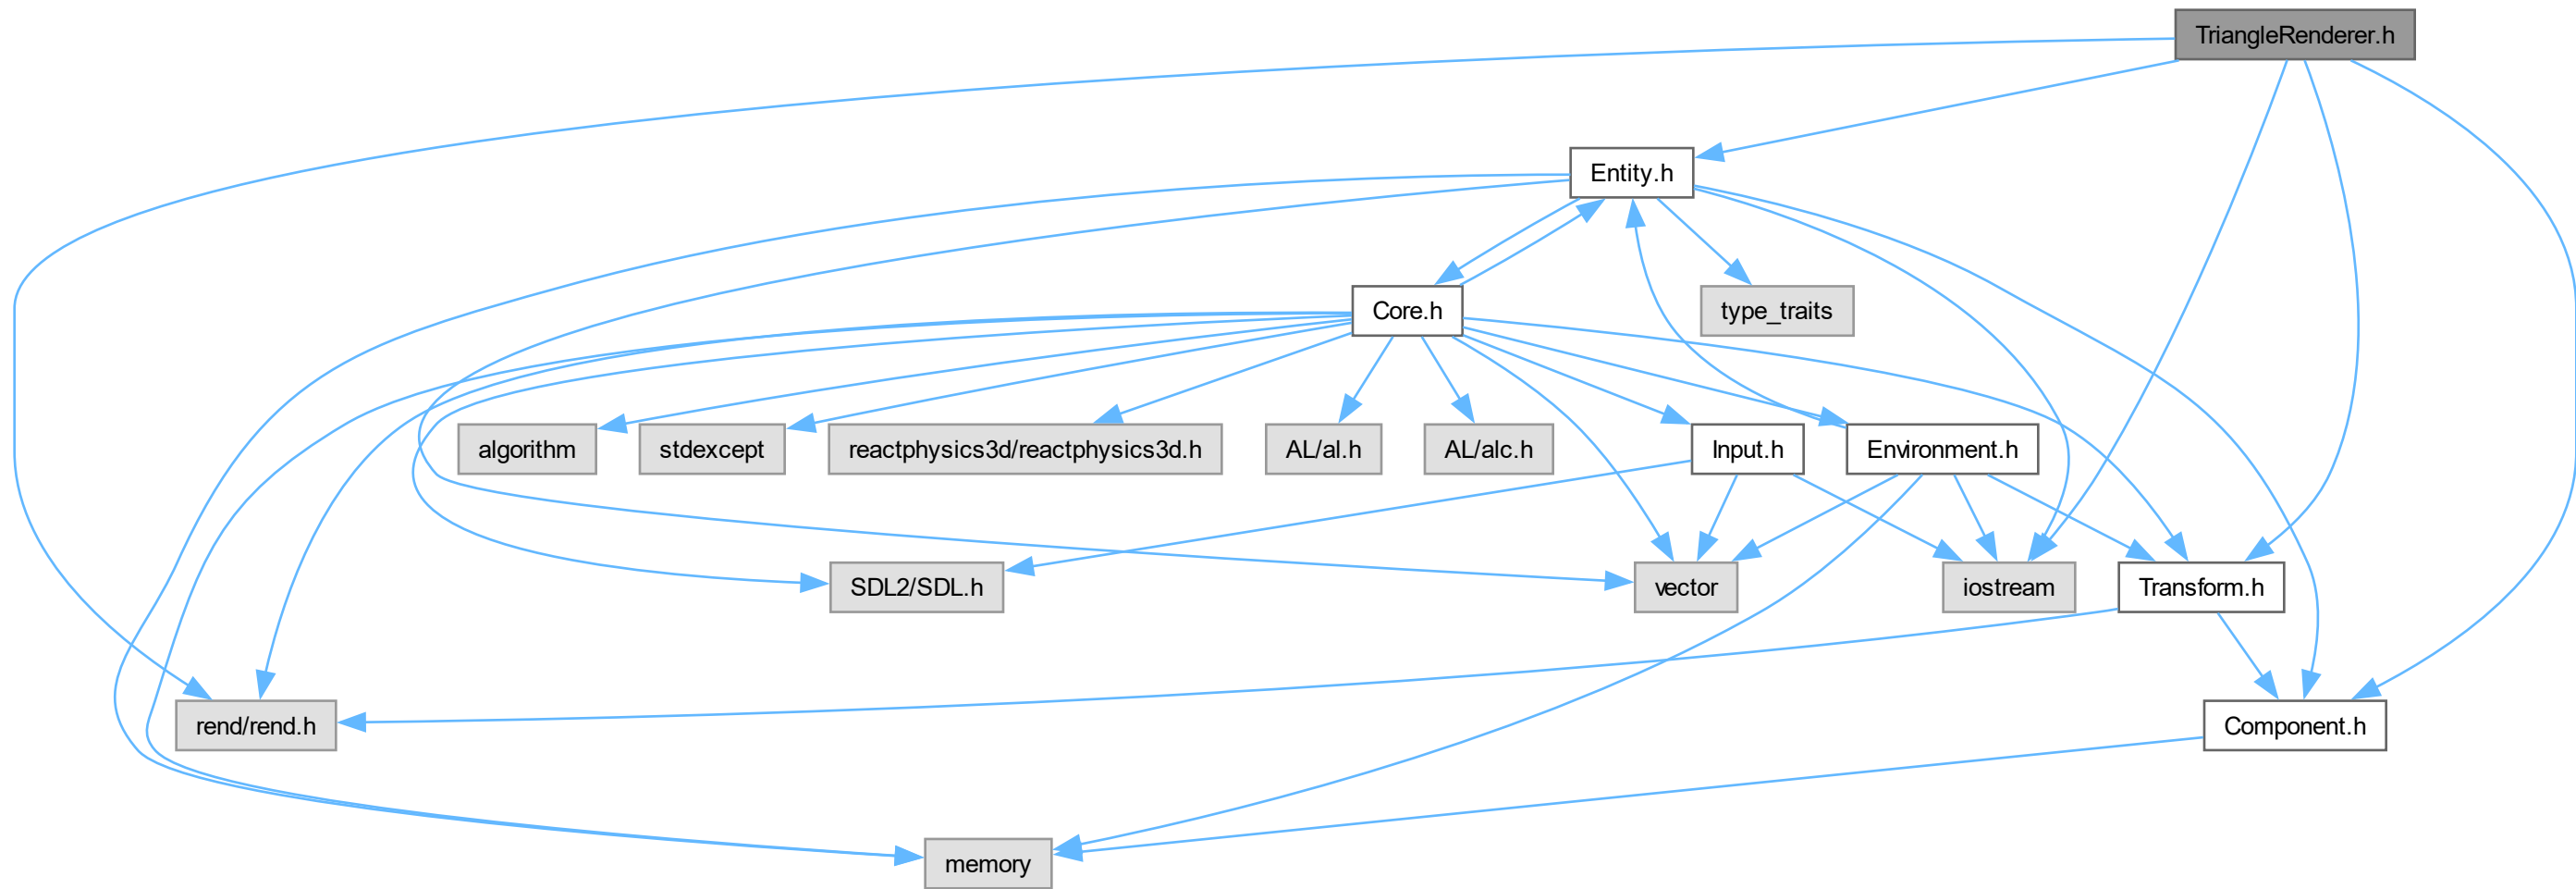 TriangleRenderer.h
Entity.h
Core.h
type_traits
algorithm
stdexcept
reactphysics3d/reactphysics3d.h
AL/al.h
AL/alc.h
Input.h
Environment.h
SDL2/SDL.h
vector
iostream
Transform.h
rend/rend.h
Component.h
memory